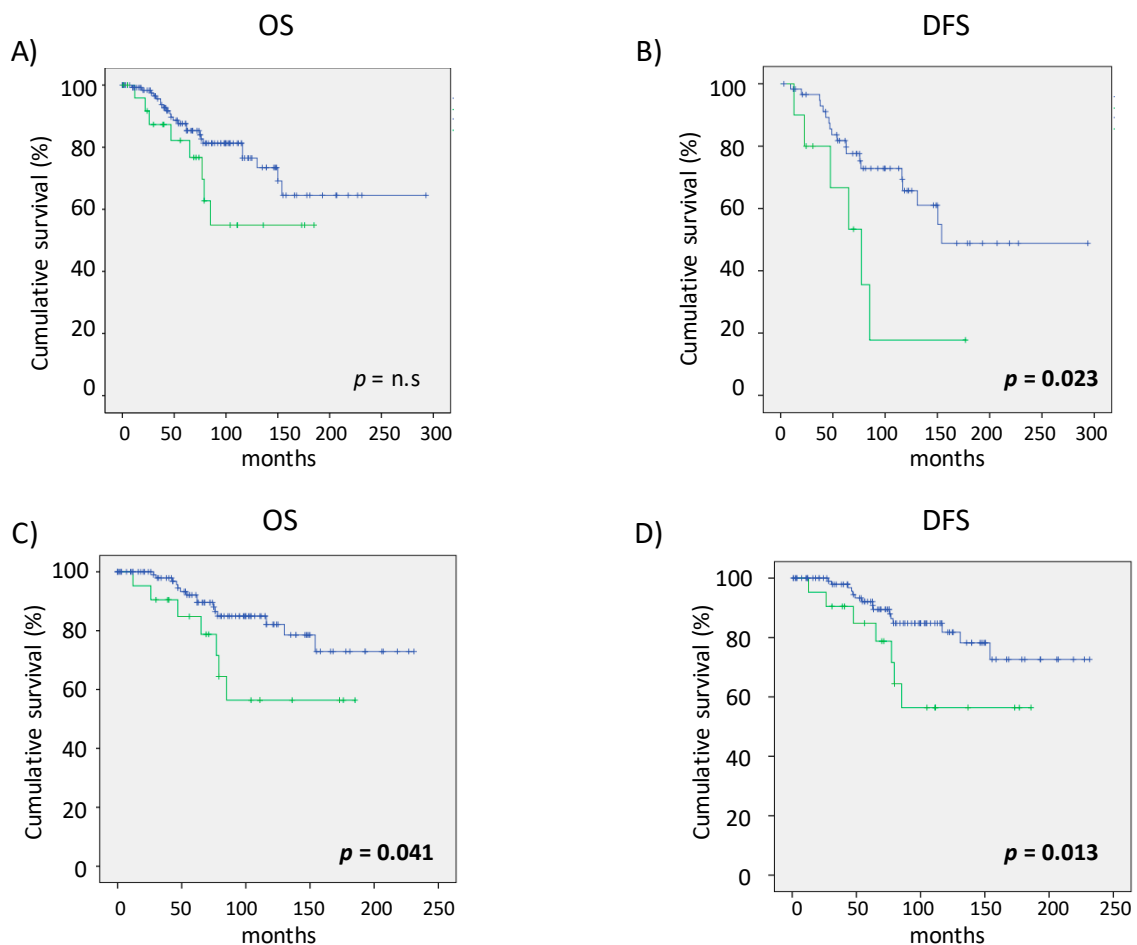 OS
A)
100
80
60
40
20
0
Cumulative survival (%)
p = n.s
0 50 100 150 200 250 300
months
DFS
B)
100
80
60
40
20
0
Cumulative survival (%)
p = 0.023
0 50 100 150 200 250 300
months
OS
C)
100
80
60
40
20
0
Cumulative survival (%)
p = 0.041
0 50 100 150 200 250
months
DFS
D)
100
80
60
40
20
0
Cumulative survival (%)
p = 0.013
0 50 100 150 200 250
months